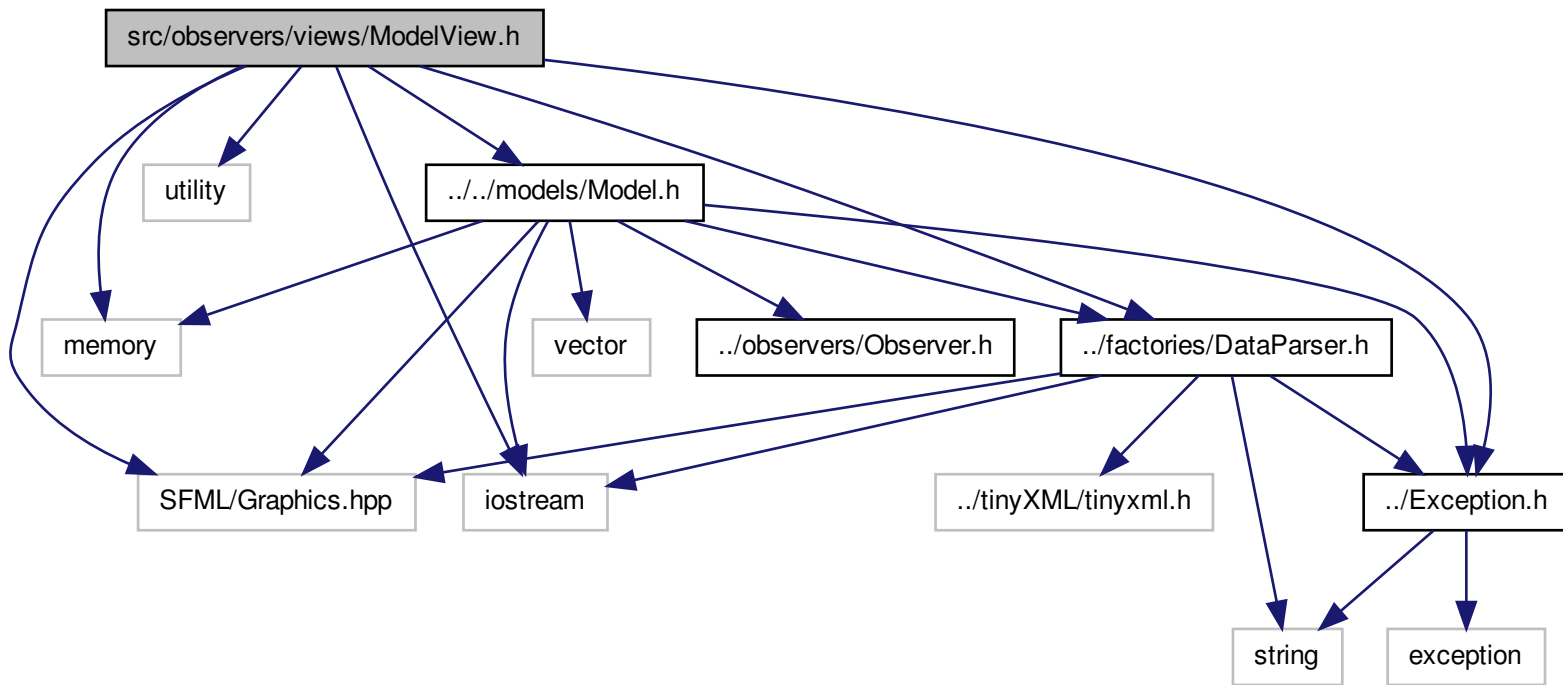 src/observers/views/ModelView.h
utility
../../models/Model.h
memory
vector
../observers/Observer.h
../factories/DataParser.h
SFML/Graphics.hpp
iostream
../tinyXML/tinyxml.h
../Exception.h
string
exception